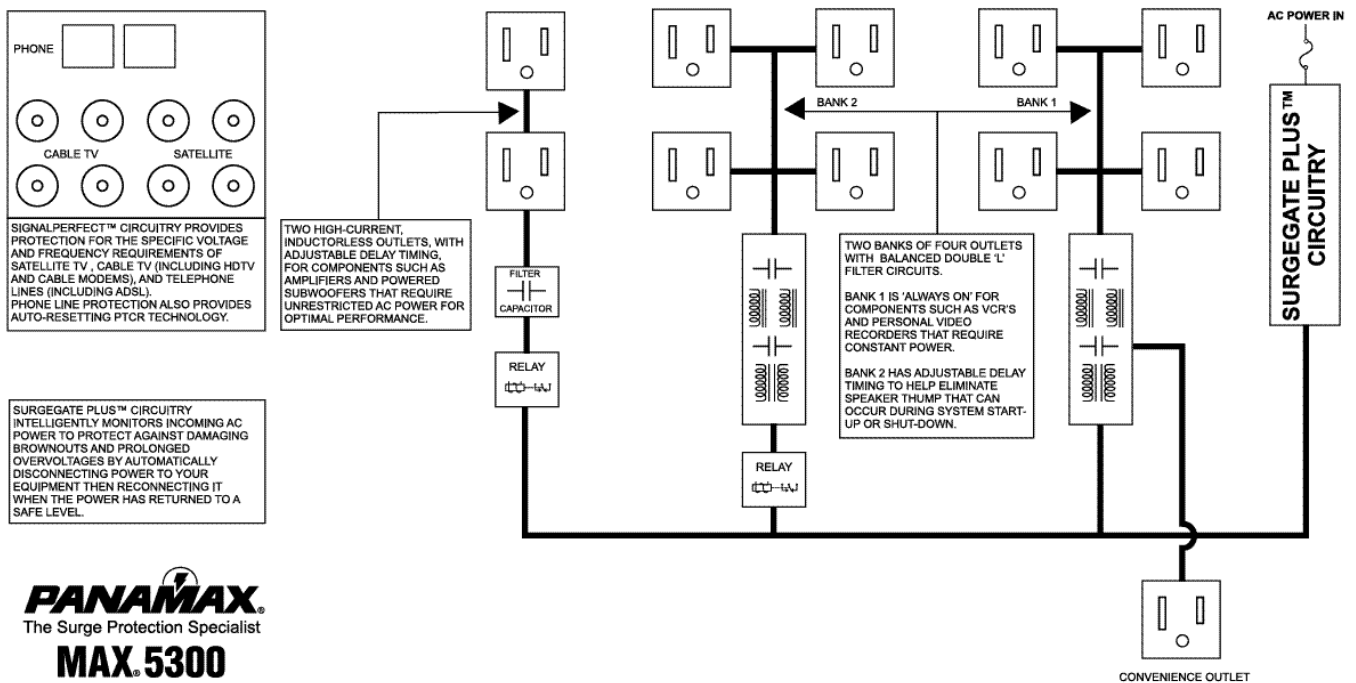 PHONE
CABLE TV
SATELLITE
SIGNALPERFECT™ CIRCUITRY PROVIDES
PROTECTION FOR THE SPECIFIC VOLTAGE
AND FREQUENCY REQUIREMENTS OF
SATELLITE TV , CABLE TV (INCLUDING HDTV
AND CABLE MODEMS), AND TELEPHONE
LINES (INCLUDING ADSL).
PHONE LINE PROTECTION ALSO PROVIDES
AUTO-RESETTING PTCR TECHNOLOGY.
SURGEGATE PLUS™ CIRCUITRY
INTELLIGENTLY MONITORS INCOMING AC
POWER TO PROTECT AGAINST DAMAGING
BROWNOUTS AND PROLONGED
OVERVOLTAGES BY AUTOMATICALLY
DISCONNECTING POWER TO YOUR
EQUIPMENT THEN RECONNECTING IT
WHEN THE POWER HAS RETURNED TO A
SAFE LEVEL.
PANAMAX®
The Surge Protection Specialist
MAX® 5300
TWO HIGH-CURRENT,
INDUCTORLESS OUTLETS, WITH
ADJUSTABLE DELAY TIMING,
FOR COMPONENTS SUCH AS
AMPLIFIERS AND POWERED
SUBWOOFERS THAT REQUIRE
UNRESTRICTED AC POWER FOR
OPTIMAL PERFORMANCE.
FILTER
CAPACITOR
RELAY
BANK 2
BANK 1
TWO BANKS OF FOUR OUTLETS
WITH BALANCED DOUBLE 'L'
FILTER CIRCUITS.
BANK 1 IS 'ALWAYS ON' FOR
COMPONENTS SUCH AS VCR'S
AND PERSONAL VIDEO
RECORDERS THAT REQUIRE
CONSTANT POWER.
BANK 2 HAS ADJUSTABLE DELAY
TIMING TO HELP ELIMINATE
SPEAKER THUMP THAT CAN
OCCUR DURING SYSTEM START-
UP OR SHUT-DOWN.
RELAY
AC POWER IN
SURGEGATE PLUS™
CIRCUITRY
CONVENIENCE OUTLET